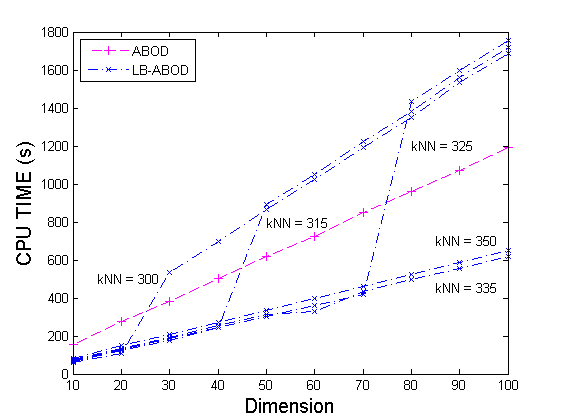 1800
1600
1400
1200
1000
800
600
400
200
0
CPU TIME (s)
ABOD
LB-ABOD
kNN = 325
kNN = 315
kNN = 350
kNN = 300
kNN = 335
10 20 30 40 50 60 70 80 90 100
Dimension